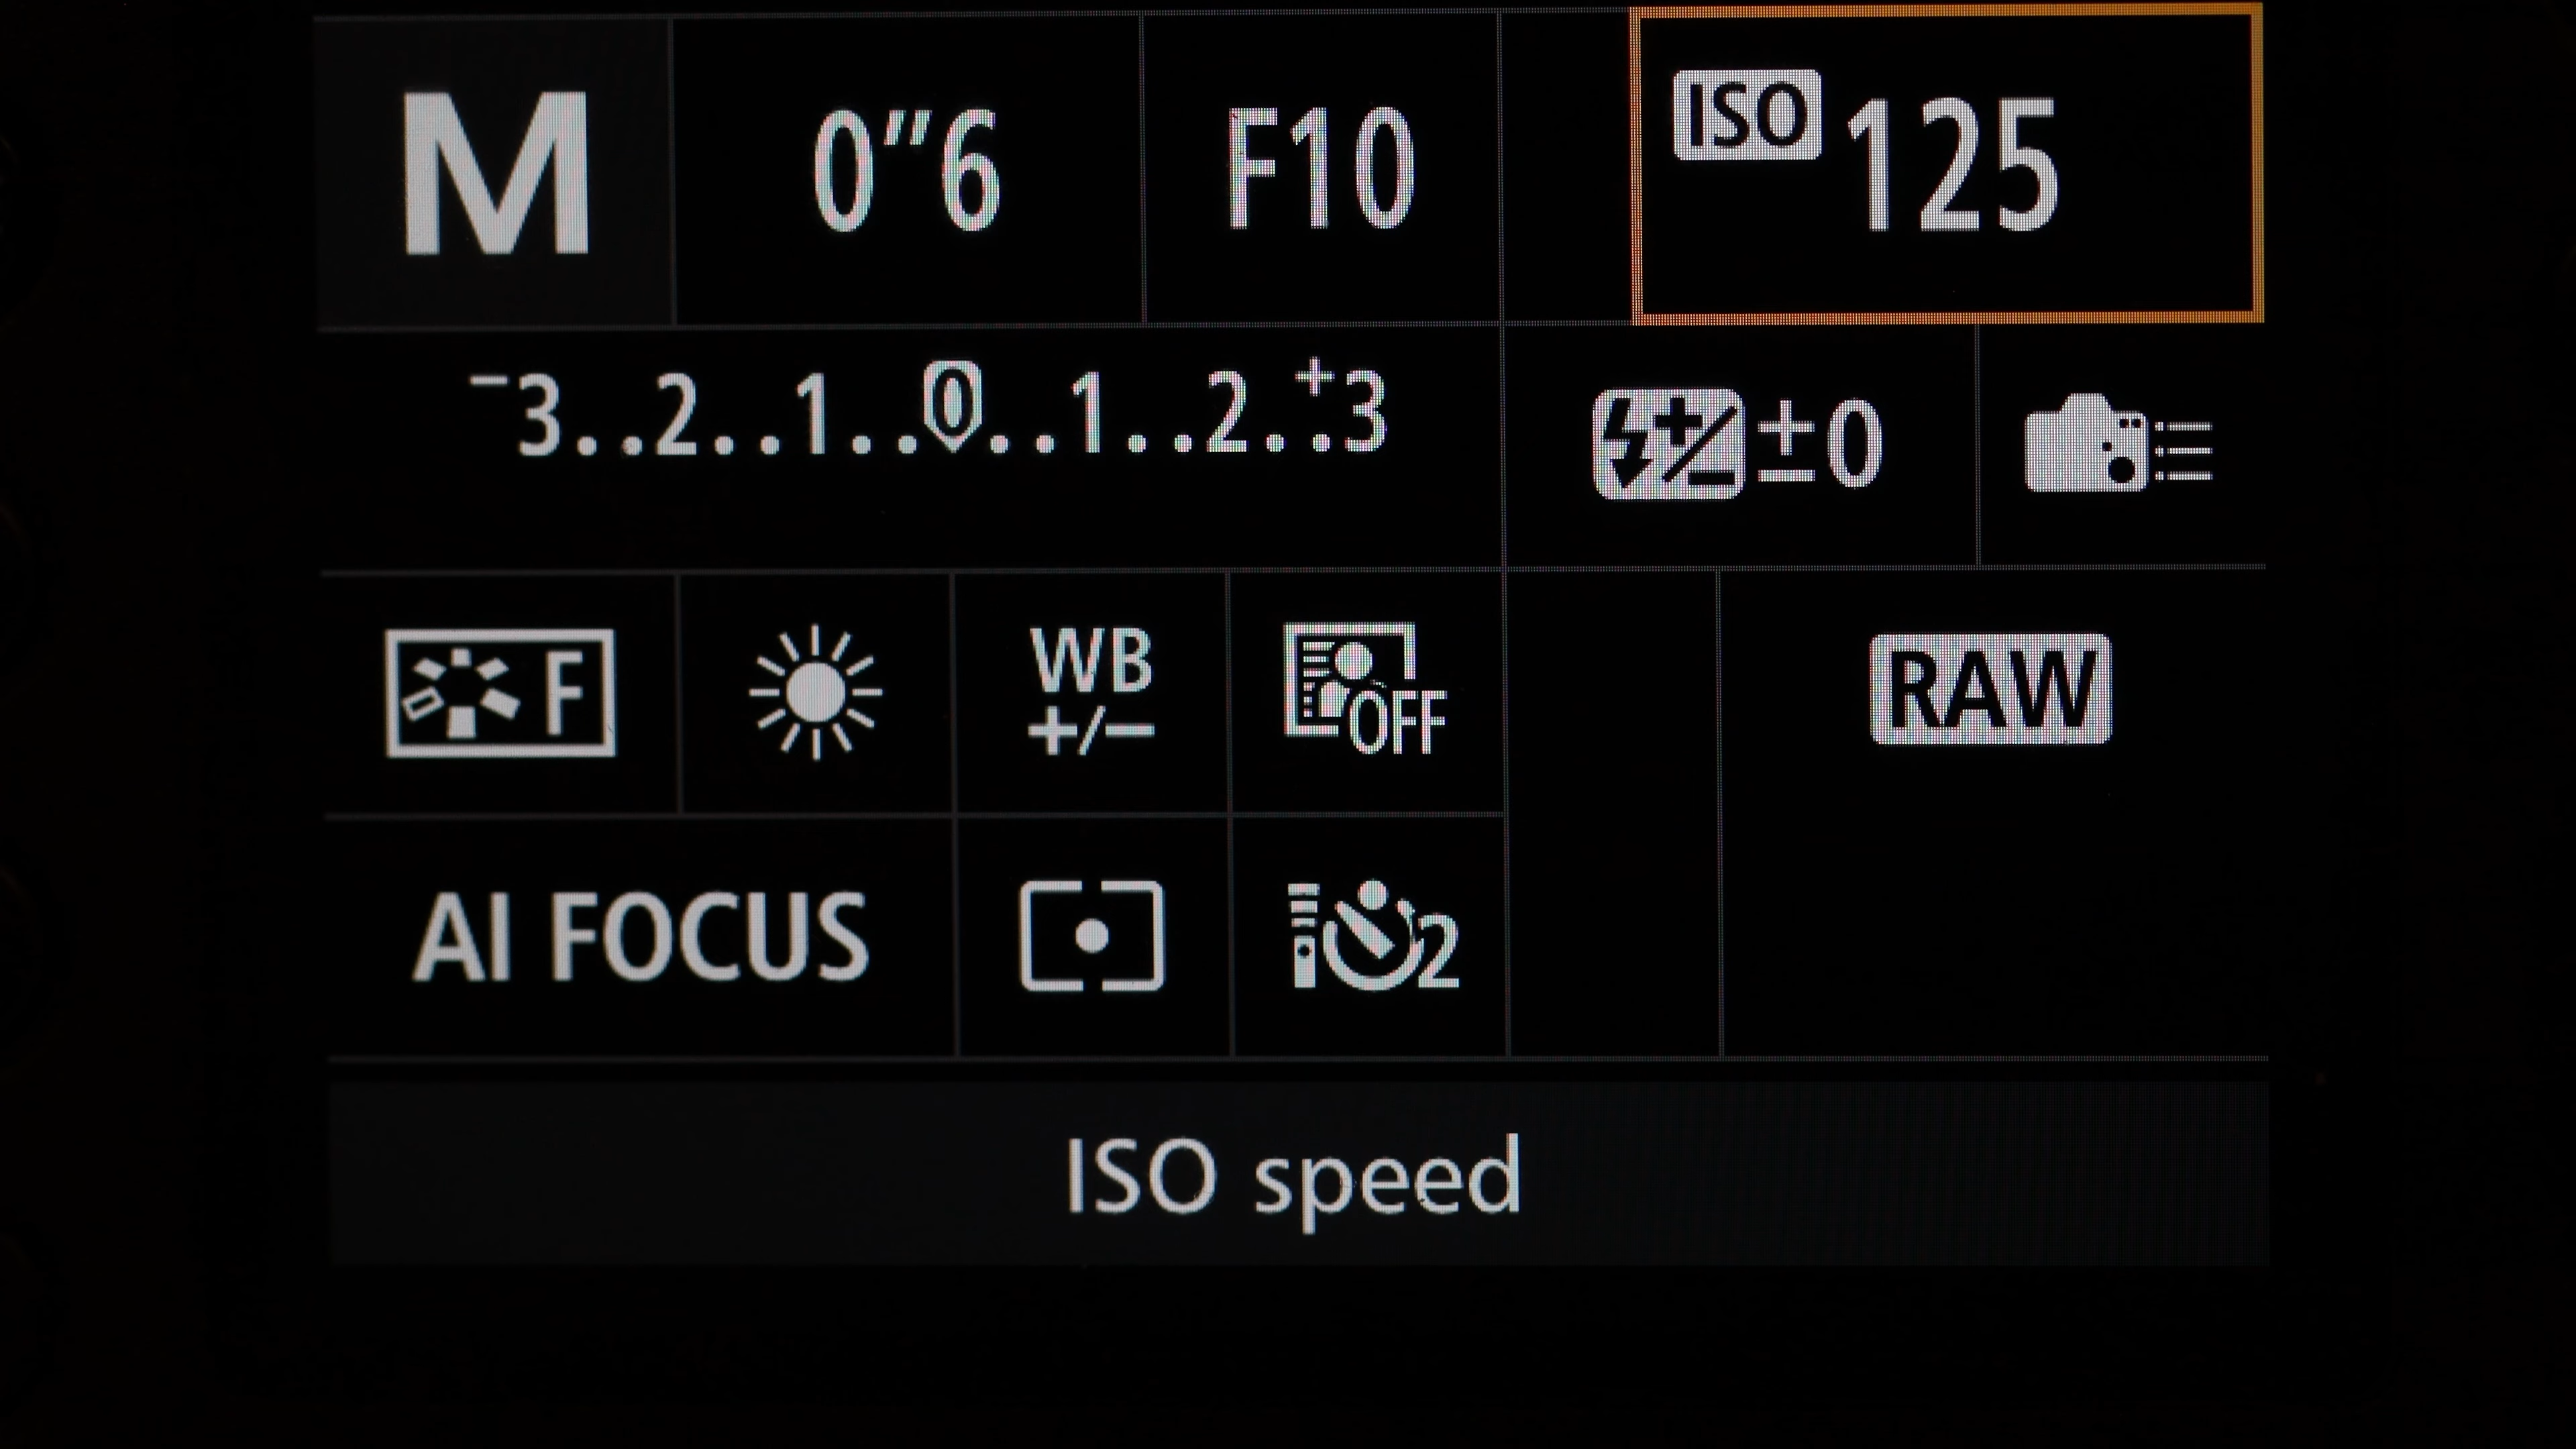 M 0"6 F10 ISO 125
-3..2..1..0..1..2..+3 ±0
F WB +/- OFF RAW
AI FOCUS 2
ISO speed